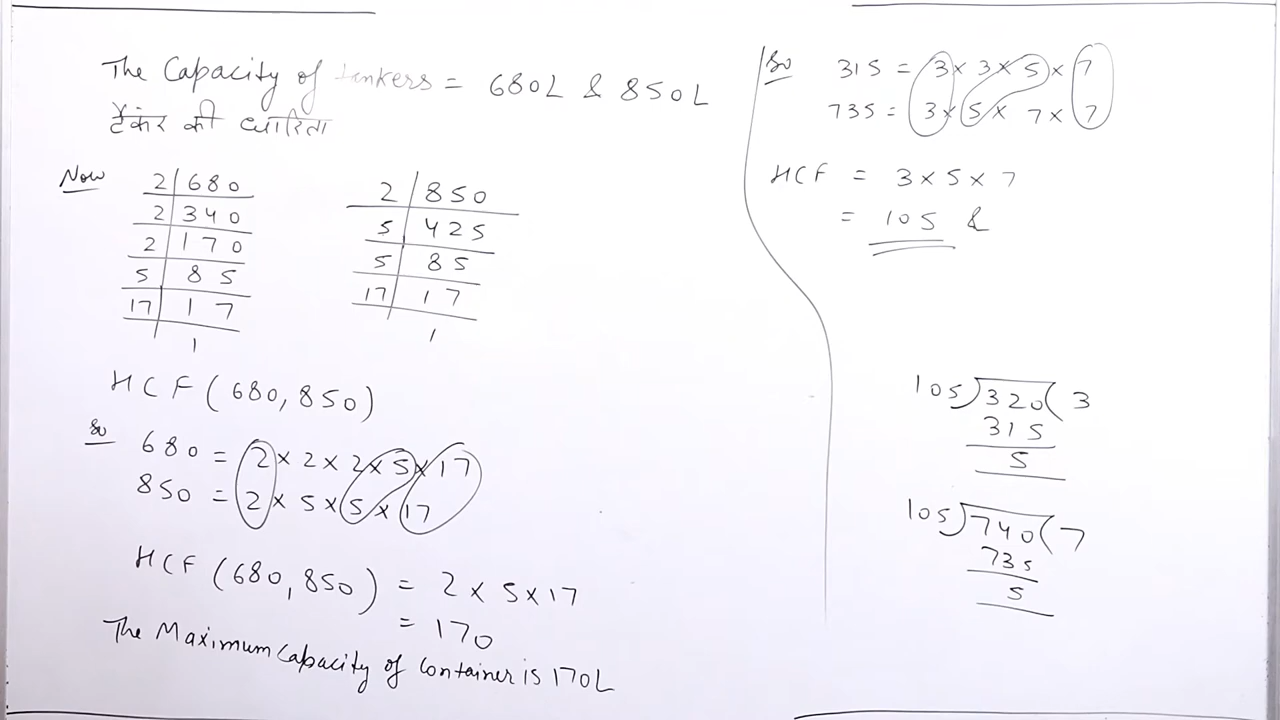 The Capacity of tankers = 680L & 850L
टैंकर की धारिता
Now
2 | 680
2 | 340
2 | 170
5 | 85
17 | 17
1
2 | 850
5 | 425
5 | 85
17 | 17
1
HCF (680, 850)
So
680 = 2 × 2 × 2 × 5 × 17
850 = 2 × 5 × 5 × 17
HCF (680, 850) = 2 × 5 × 17
= 170
The Maximum Capacity of Container is 170L
So 315 = 3 × 3 × 5 × 7
735 = 3 × 5 × 7 × 7
HCF = 3 × 5 × 7
= 105 &
105) 320 ( 3
315
5
105) 740 ( 7
735
5